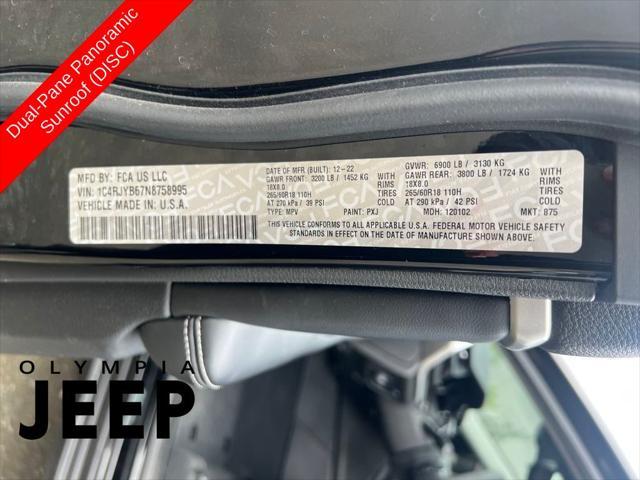 Dual-Pane Panoramic
Sunroof (DISC)
MFD BY: FCA US LLC
VIN: 1C4RJYB67N8758995
VEHICLE MADE IN U.S.A.
DATE OF MFR (BUILT): 12-22
GAWR FRONT: 3200 LB / 1452 KG
18X8.0
265/60R18 110H
AT 270 kPa / 39 PSI
TYPE: MPV
PAINT: PXJ
WITH
RIMS
TIRES
COLD
GVWR: 6900 LB / 3130 KG
GAWR REAR: 3800 LB / 1724 KG
18X8.0
265/60R18 110H
AT 290 kPa / 42 PSI
WITH
RIMS
TIRES
COLD
MDH: 120102
MKT: 875
THIS VEHICLE CONFORMS TO ALL APPLICABLE U.S.A. FEDERAL MOTOR VEHICLE SAFETY
STANDARDS IN EFFECT ON THE DATE OF MANUFACTURE SHOWN ABOVE.
OLYMPIA
JEEP